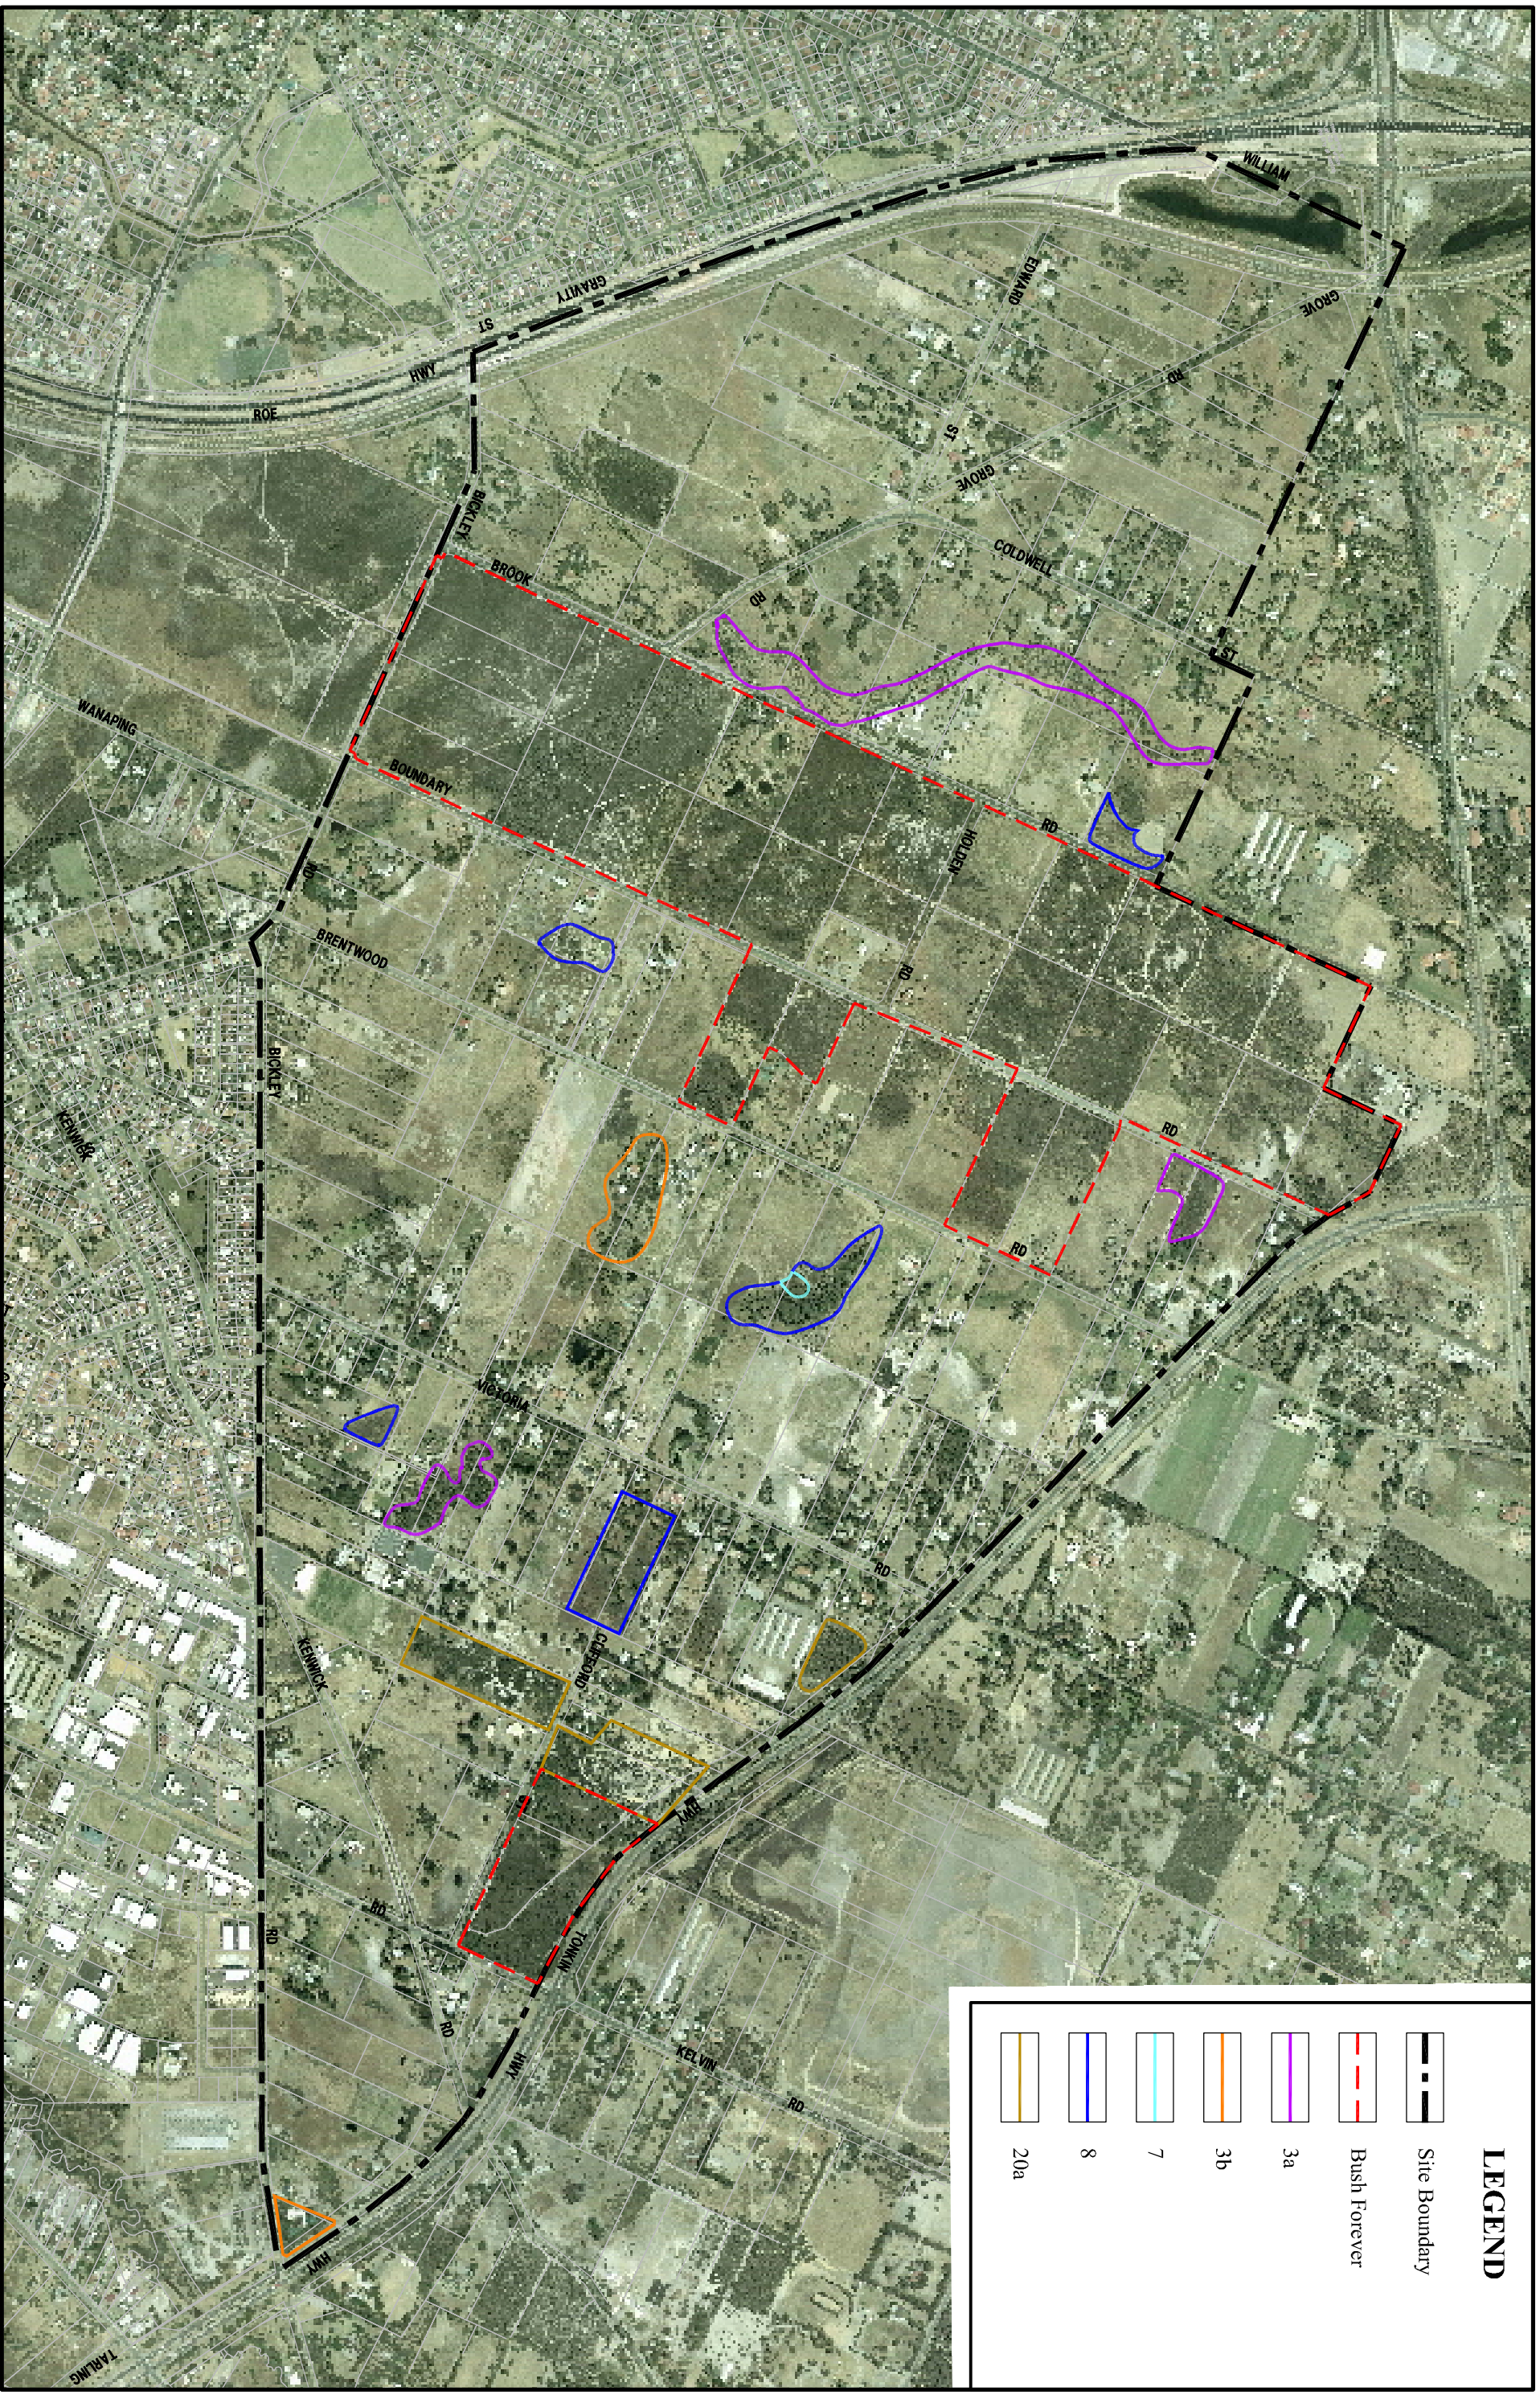 LEGEND
Site Boundary
Bush Forever
3a
3b
7
8
20a
WILLIAM
GROVE
RD
EDWARD
ST
GROVE
RD
COLDWELL
ST
GRAVITY
ST
HWY
ROE
BICKLEY
RD
BROOK
RD
BOUNDARY
RD
WANAPING
BRENTWOOD
RD
HOLDEN
RD
BICKLEY
RD
KENWICK
VICTORIA
RD
CLIFFORD
KENWICK
RD
RD
HWY
TONKIN
HWY
KELVIN
RD
HWY
TARLING